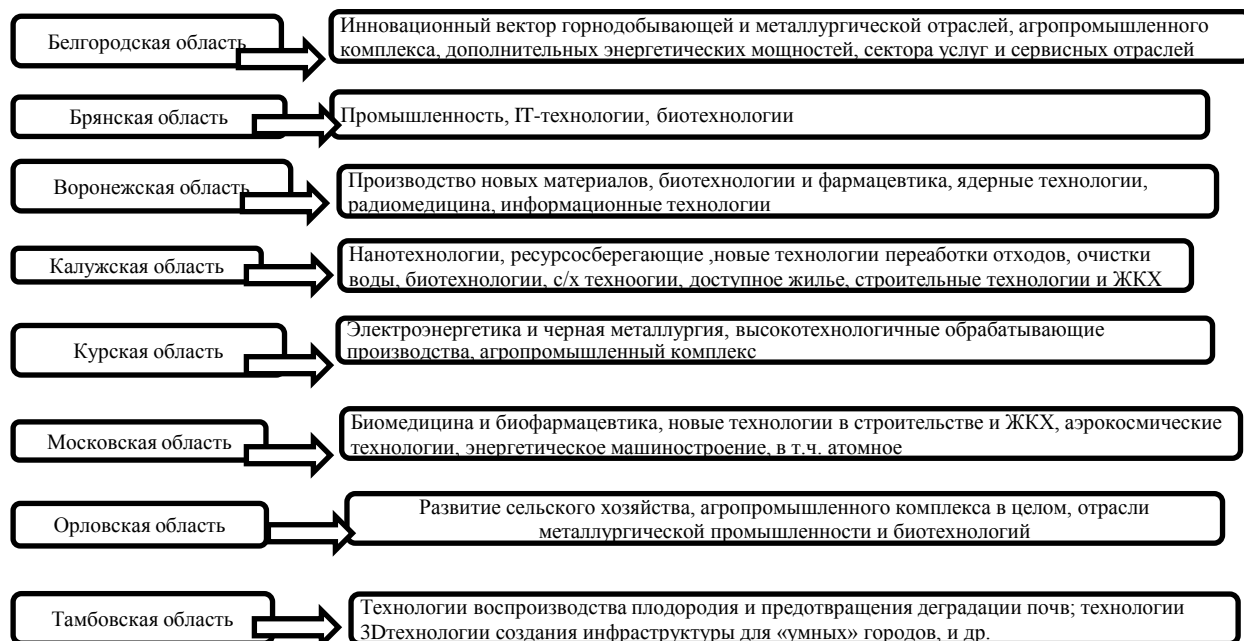 Белгородская область
Инновационный вектор горнодобывающей и металлургической отраслей, агропромышленного
комплекса, дополнительных энергетических мощностей, сектора услуг и сервисных отраслей
Брянская область
Промышленность, IT-технологии, биотехнологии
Воронежская область
Производство новых материалов, биотехнологии и фармацевтика, ядерные технологии,
радиомедицина, информационные технологии
Калужская область
Нанотехнологии, ресурсосберегающие ,новые технологии переаботки отходов, очистки
воды, биотехнологии, с/х техноогии, доступное жилье, строительные технологии и ЖКХ
Курская область
Электроэнергетика и черная металлургия, высокотехнологичные обрабатывающие
производства, агропромышленный комплекс
Московская область
Биомедицина и биофармацевтика, новые технологии в строительстве и ЖКХ, аэрокосмические
технологии, энергетическое машиностроение, в т.ч. атомное
Орловская область
Развитие сельского хозяйства, агропромышленного комплекса в целом, отрасли
металлургической промышленности и биотехнологий
Тамбовская область
Технологии воспроизводства плодородия и предотвращения деградации почв; технологии
3Dтехнологии создания инфраструктуры для «умных» городов, и др.